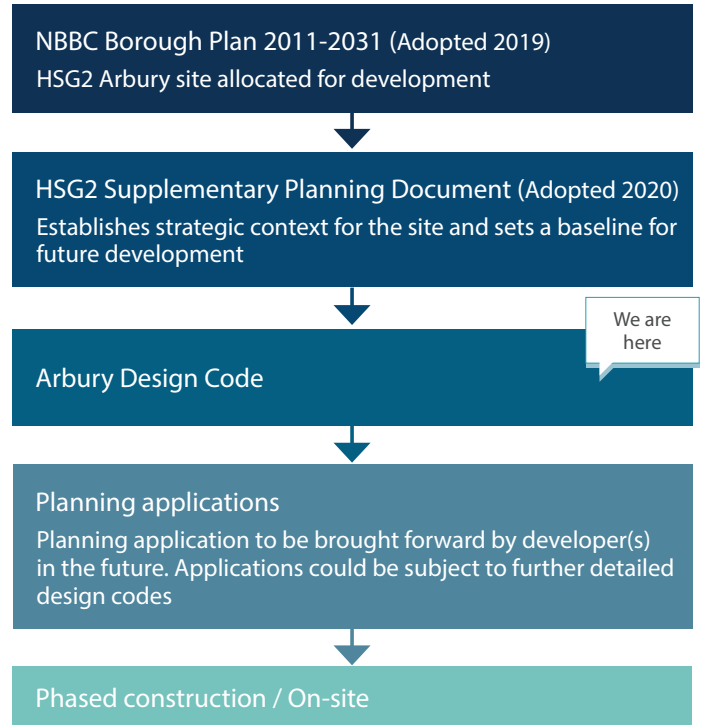 NBBC Borough Plan 2011-2031 (Adopted 2019)
HSG2 Arbury site allocated for development
HSG2 Supplementary Planning Document (Adopted 2020)
Establishes strategic context for the site and sets a baseline for
future development
We are
here
Arbury Design Code
Planning applications
Planning application to be brought forward by developer(s)
in the future. Applications could be subject to further detailed
design codes
Phased construction / On-site